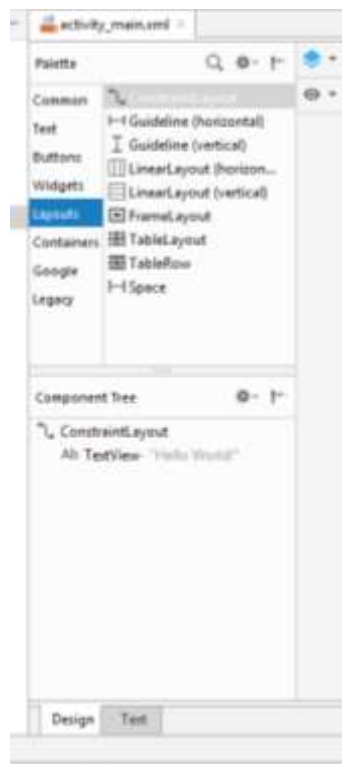 activity_main.xml
Palette
Common
Text
Buttons
Widgets
Layouts
Containers
Google
Legacy
ConstraintLayout
Guideline (horizontal)
Guideline (vertical)
LinearLayout (horizon...
LinearLayout (vertical)
FrameLayout
TableLayout
TableRow
Space
Component Tree
ConstraintLayout
Ab TextView- "Hello World!"
Design Text